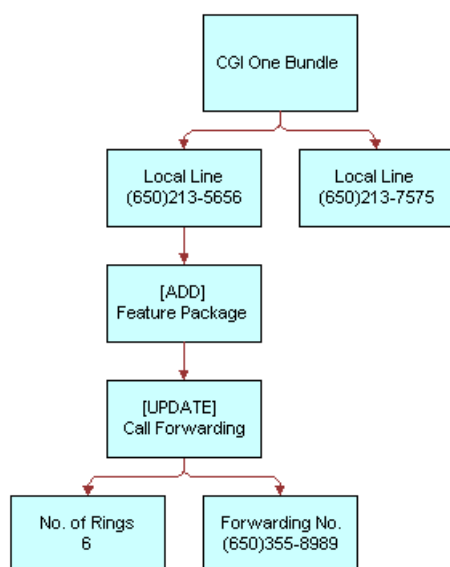 CGI One Bundle
Local Line
(650)213-5656
Local Line
(650)213-7575
[ADD]
Feature Package
[UPDATE]
Call Forwarding
No. of Rings
6
Forwarding No.
(650)355-8989